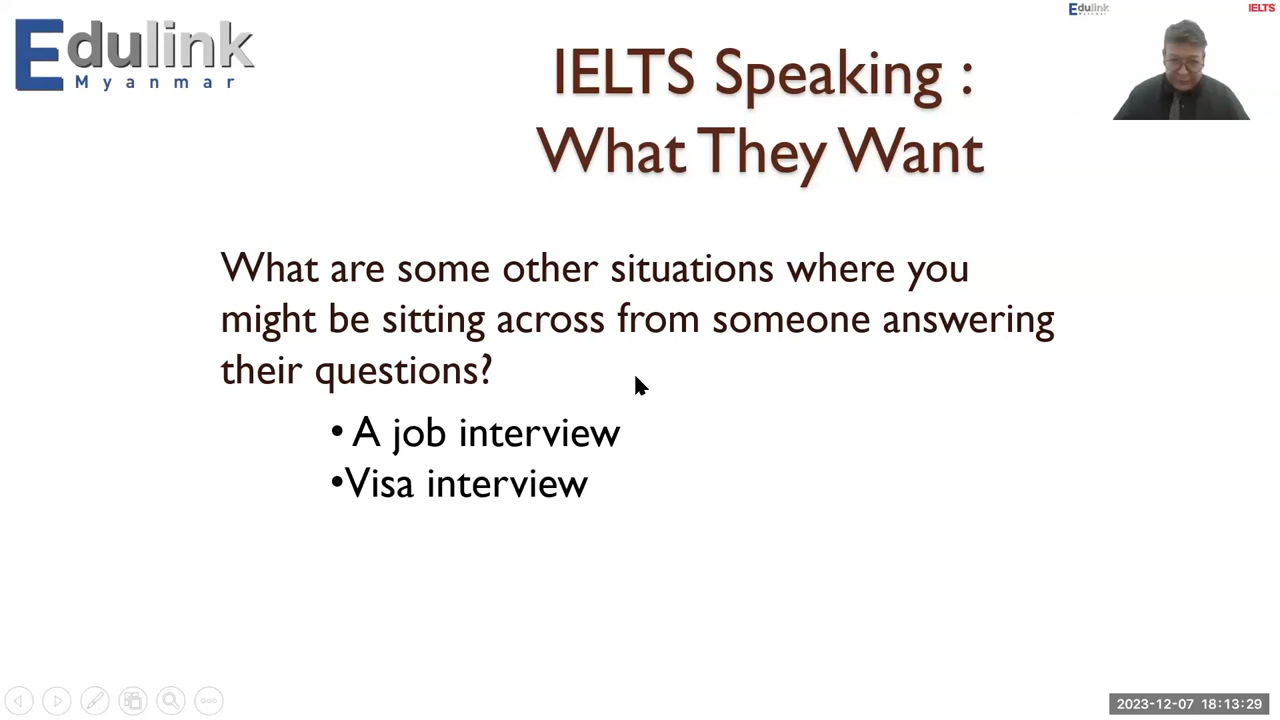 Edulink
Myanmar
IELTS Speaking :
What They Want
Edulink
Myanmar
IELTS
What are some other situations where you
might be sitting across from someone answering
their questions?
• A job interview
•Visa interview
2023-12-07 18:13:29